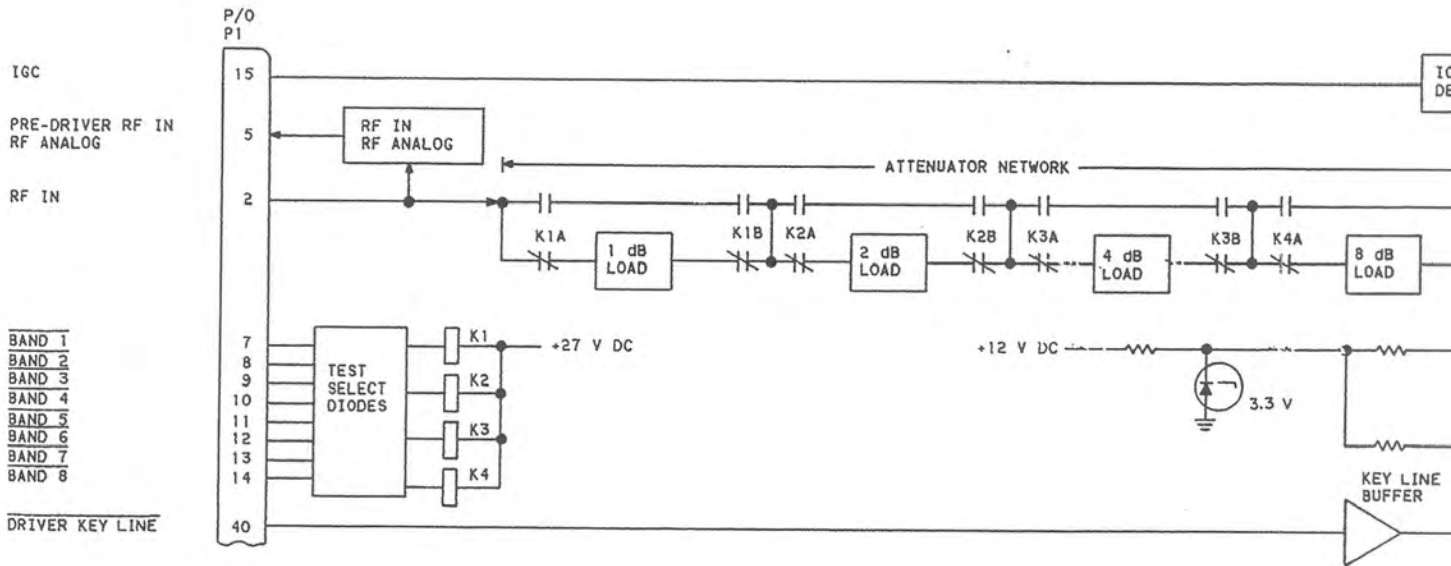 P/O
P1
IGC
15
PRE-DRIVER RF IN
RF ANALOG
5
RF IN
RF ANALOG
ATTENUATOR NETWORK
RF IN
2
K1A
1 dB
LOAD
K1B
K2A
2 dB
LOAD
K2B
K3A
4 dB
LOAD
K3B
K4A
8 dB
LOAD
BAND 1
BAND 2
BAND 3
BAND 4
BAND 5
BAND 6
BAND 7
BAND 8
7
8
9
10
11
12
13
14
TEST
SELECT
DIODES
K1
K2
K3
K4
+27 V DC
+12 V DC
3.3 V
KEY LINE
BUFFER
DRIVER KEY LINE
40